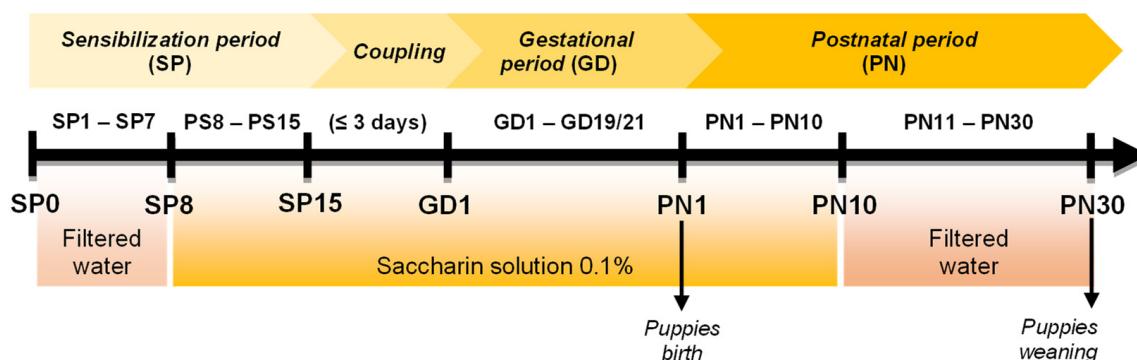 Sensibilization period
(SP)
Coupling
Gestational
period (GD)
Postnatal period
(PN)
SP1 – SP7
PS8 – PS15
(≤ 3 days)
GD1 – GD19/21
PN1 – PN10
PN11 – PN30
SP0
SP8
SP15
GD1
PN1
PN10
PN30
Filtered
water
Saccharin solution 0.1%
Filtered
water
Puppies
birth
Puppies
weaning